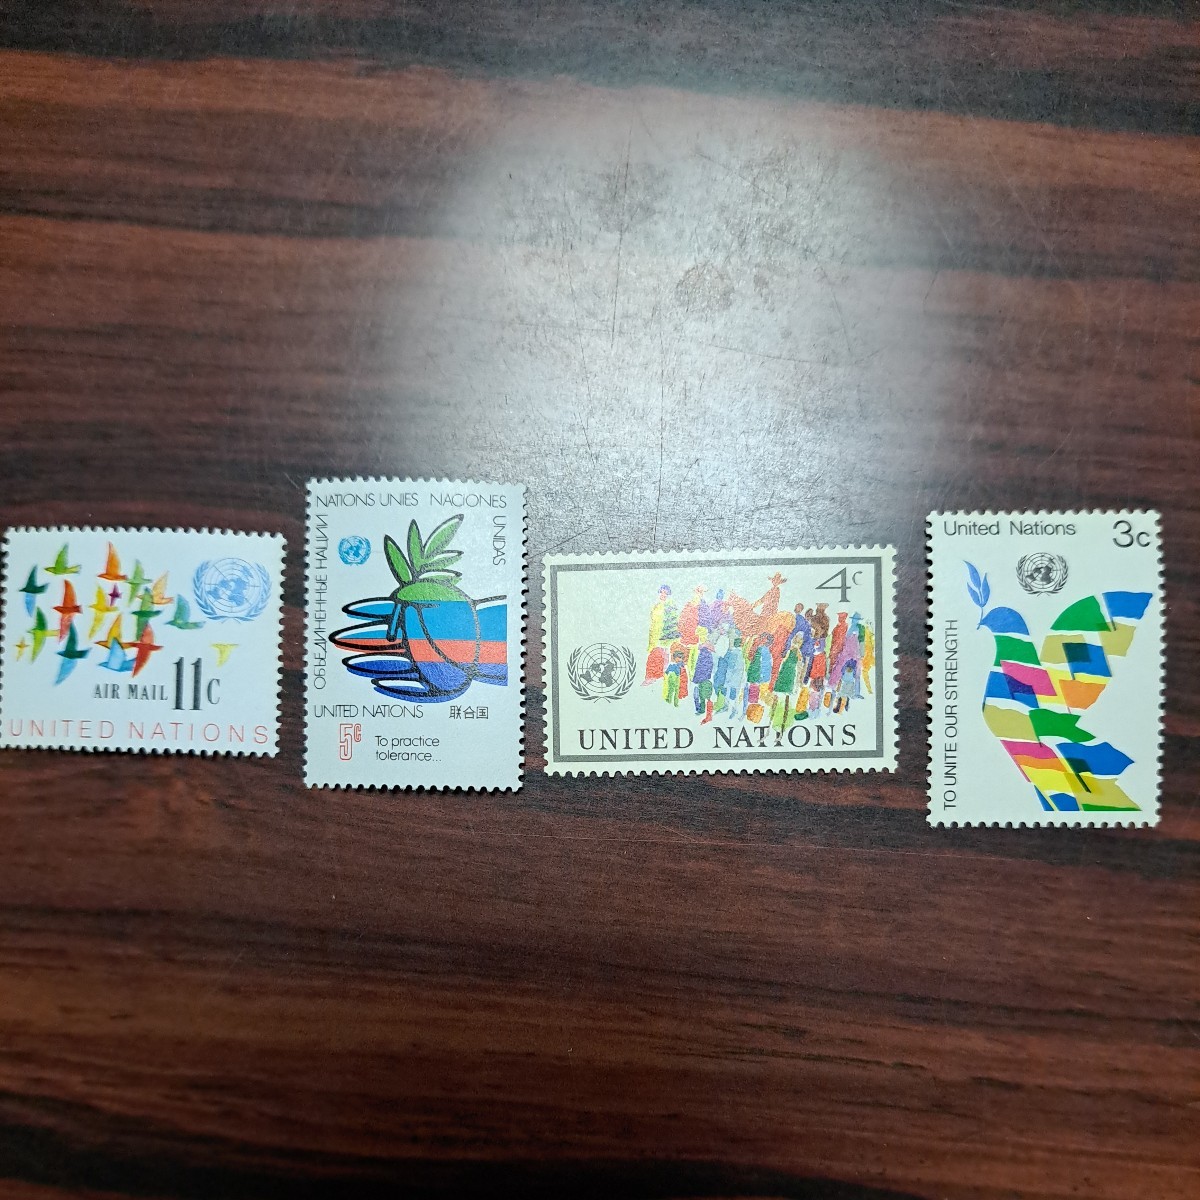 AIR MAIL 11c
UNITED NATIONS
NATIONS UNIES NACIONES
UNIDAS
ОБЪЕДИНЕННЫЕ НАЦИИ
UNITED NATIONS 联合国
5c
To practice
tolerance...
4c
UNITED NATIONS
United Nations 3c
TO UNITE OUR STRENGTH